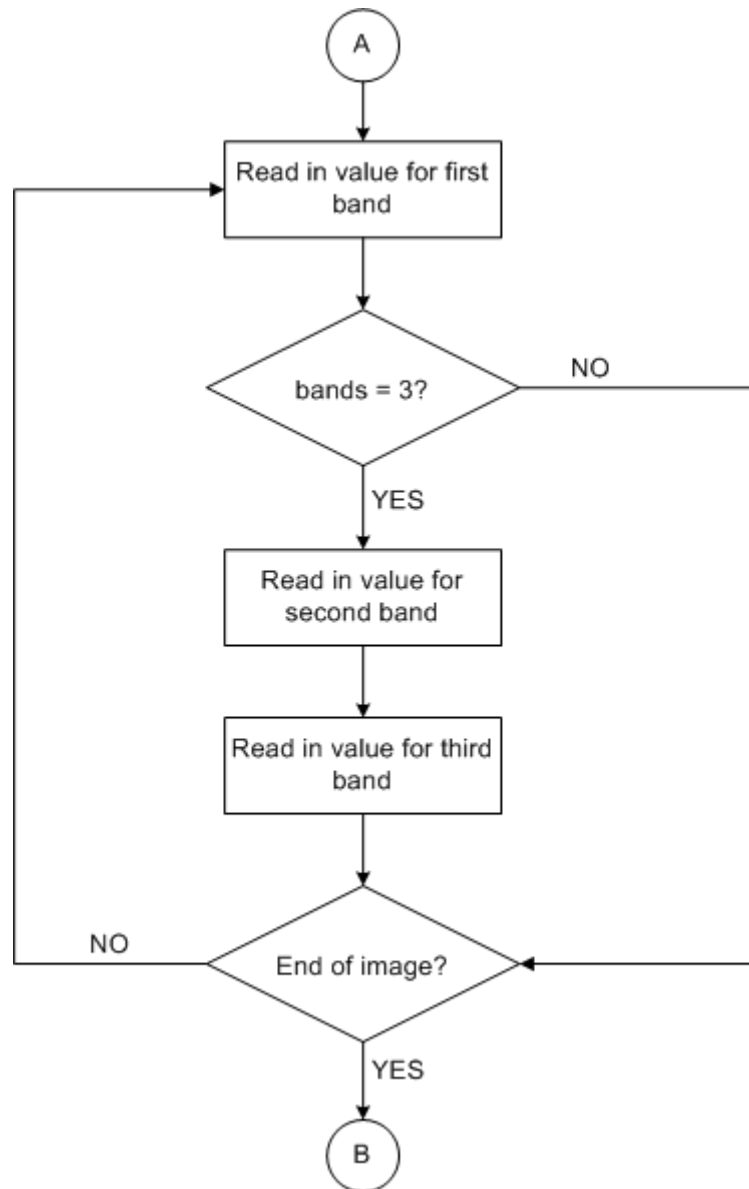 A
Read in value for first
band
bands = 3?
NO
YES
Read in value for
second band
Read in value for third
band
NO
End of image?
YES
B